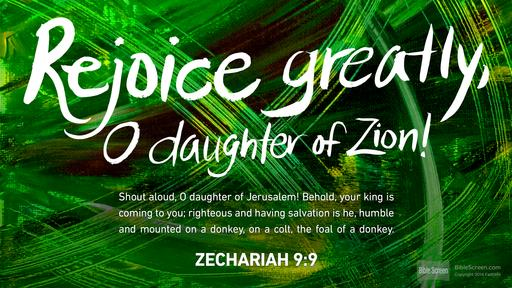 Rejoice greatly,
O daughter of Zion!
Shout aloud, O daughter of Jerusalem! Behold, your king is
coming to you; righteous and having salvation is he, humble
and mounted on a donkey, on a colt, the foal of a donkey.
ZECHARIAH 9:9
Bible Screen
BibleScreen.com